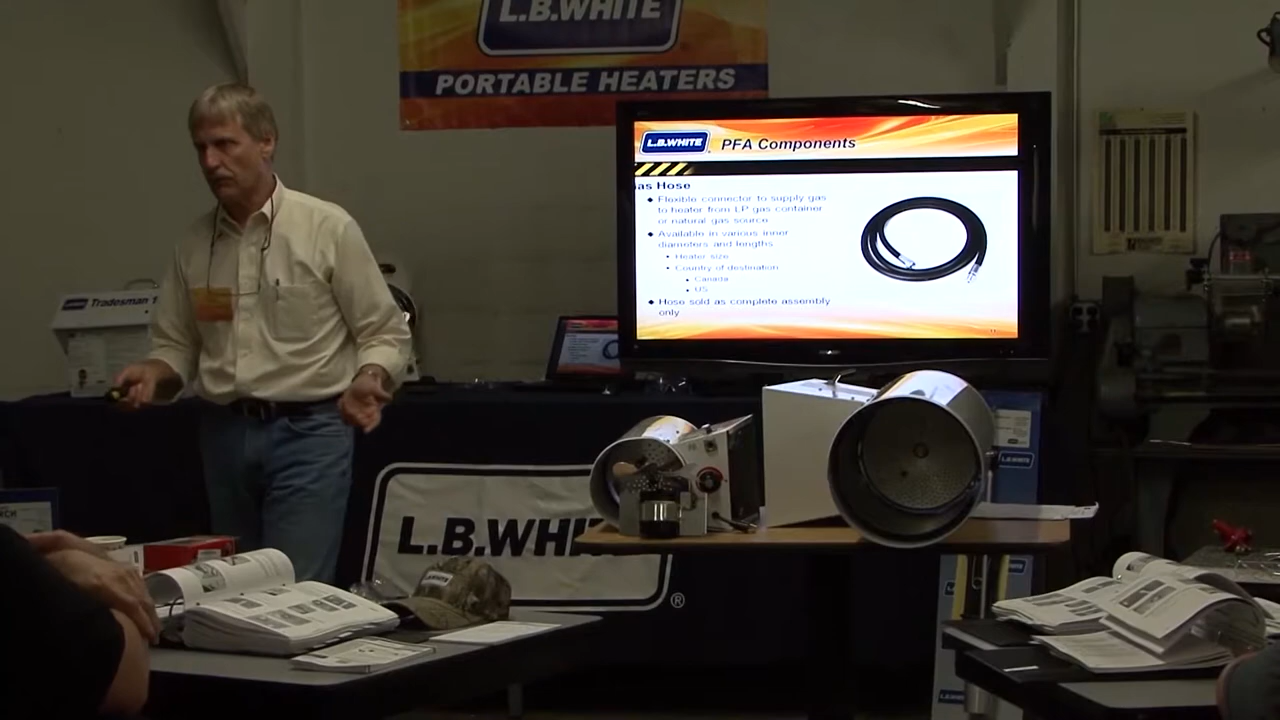 L.B.WHITE
PORTABLE HEATERS
L.B.WHITE PFA Components
as Hose
Flexible connector to supply gas
to heater from LP gas container
or natural gas source
Available in various inner
diameters and lengths
Heater size
Country of destination
Canada
US
Hose sold as complete assembly
only
Tradesman
L.B.WHI
®
L.B.WHITE